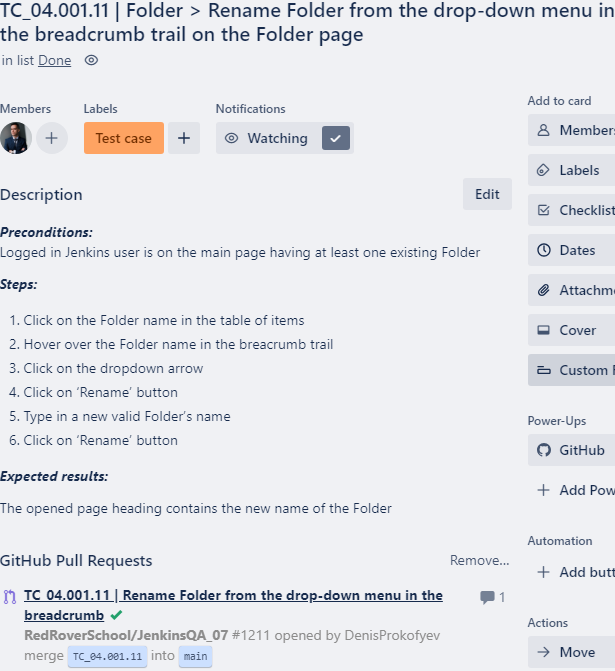 TC_04.001.11 | Folder > Rename Folder from the drop-down menu in
the breadcrumb trail on the Folder page
in list Done
Members
Labels
Notifications
Test case
Watching
Add to card
Members
Labels
Checklist
Dates
Attachme
Cover
Custom F
Description
Edit
Preconditions:
Logged in Jenkins user is on the main page having at least one existing Folder
Steps:
1. Click on the Folder name in the table of items
2. Hover over the Folder name in the breacrumb trail
3. Click on the dropdown arrow
4. Click on ‘Rename’ button
5. Type in a new valid Folder’s name
6. Click on ‘Rename’ button
Expected results:
The opened page heading contains the new name of the Folder
Power-Ups
GitHub
Add Pow
Automation
Add butt
Actions
Move
GitHub Pull Requests
Remove...
TC_04.001.11 | Rename Folder from the drop-down menu in the
breadcrumb
1
RedRoverSchool/JenkinsQA_07 #1211 opened by DenisProkofyev
merge TC_04.001.11 into main